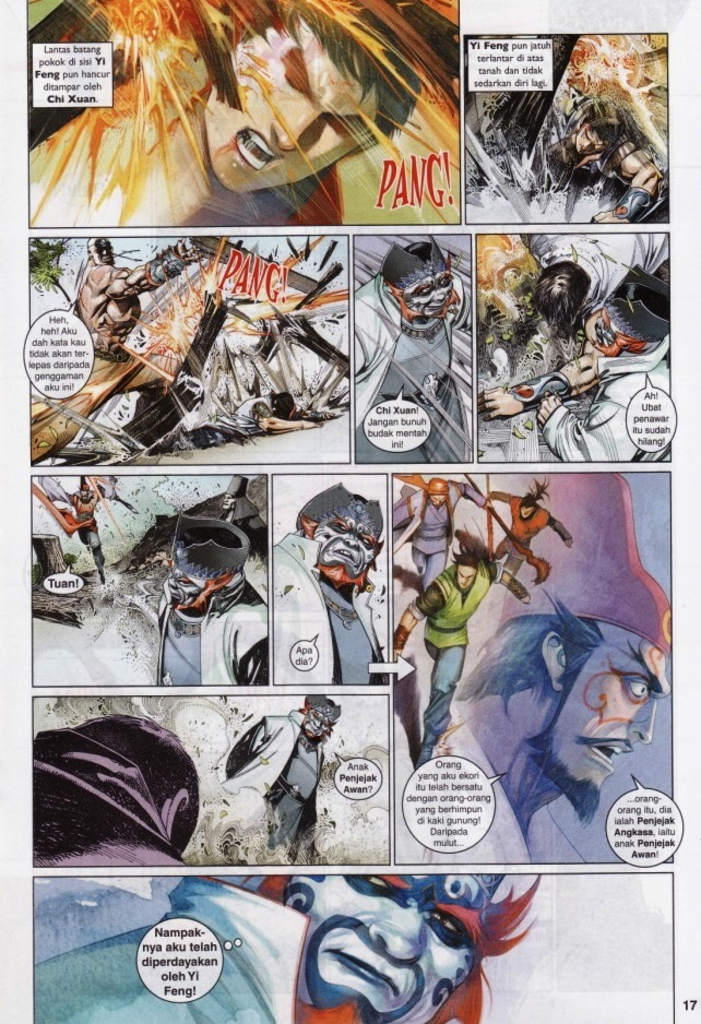 Lantas batang
pokok di sisi Yi
Feng pun hancur
ditampar oleh
Chi Xuan.
PANG!
Yi Feng pun jatuh
terlantar di atas
tanah dan tidak
sedarkan diri lagi.
Heh,
heh! Aku
dah kata kau
tidak akan ter-
lepas daripada
genggaman
aku ini!
PANG!
Chi Xuan!
Jangan bunuh
budak mentah
ini!
Ah!
Ubat
penawar
itu sudah
hilang!
Tuan!
Apa
dia?
Orang
yang aku ekori
telah bersatu
dengan orang-orang
yang berhimpun
di kaki gunung!
Daripada
mulut...
...orang-
orang itu, dia
ialah Penjejak
Angkasa, iaitu
anak Penjejak
Awan!
Anak
Penjejak
Awan?
Nampak-
nya aku telah
diperdayakan
oleh Yi
Feng!
17